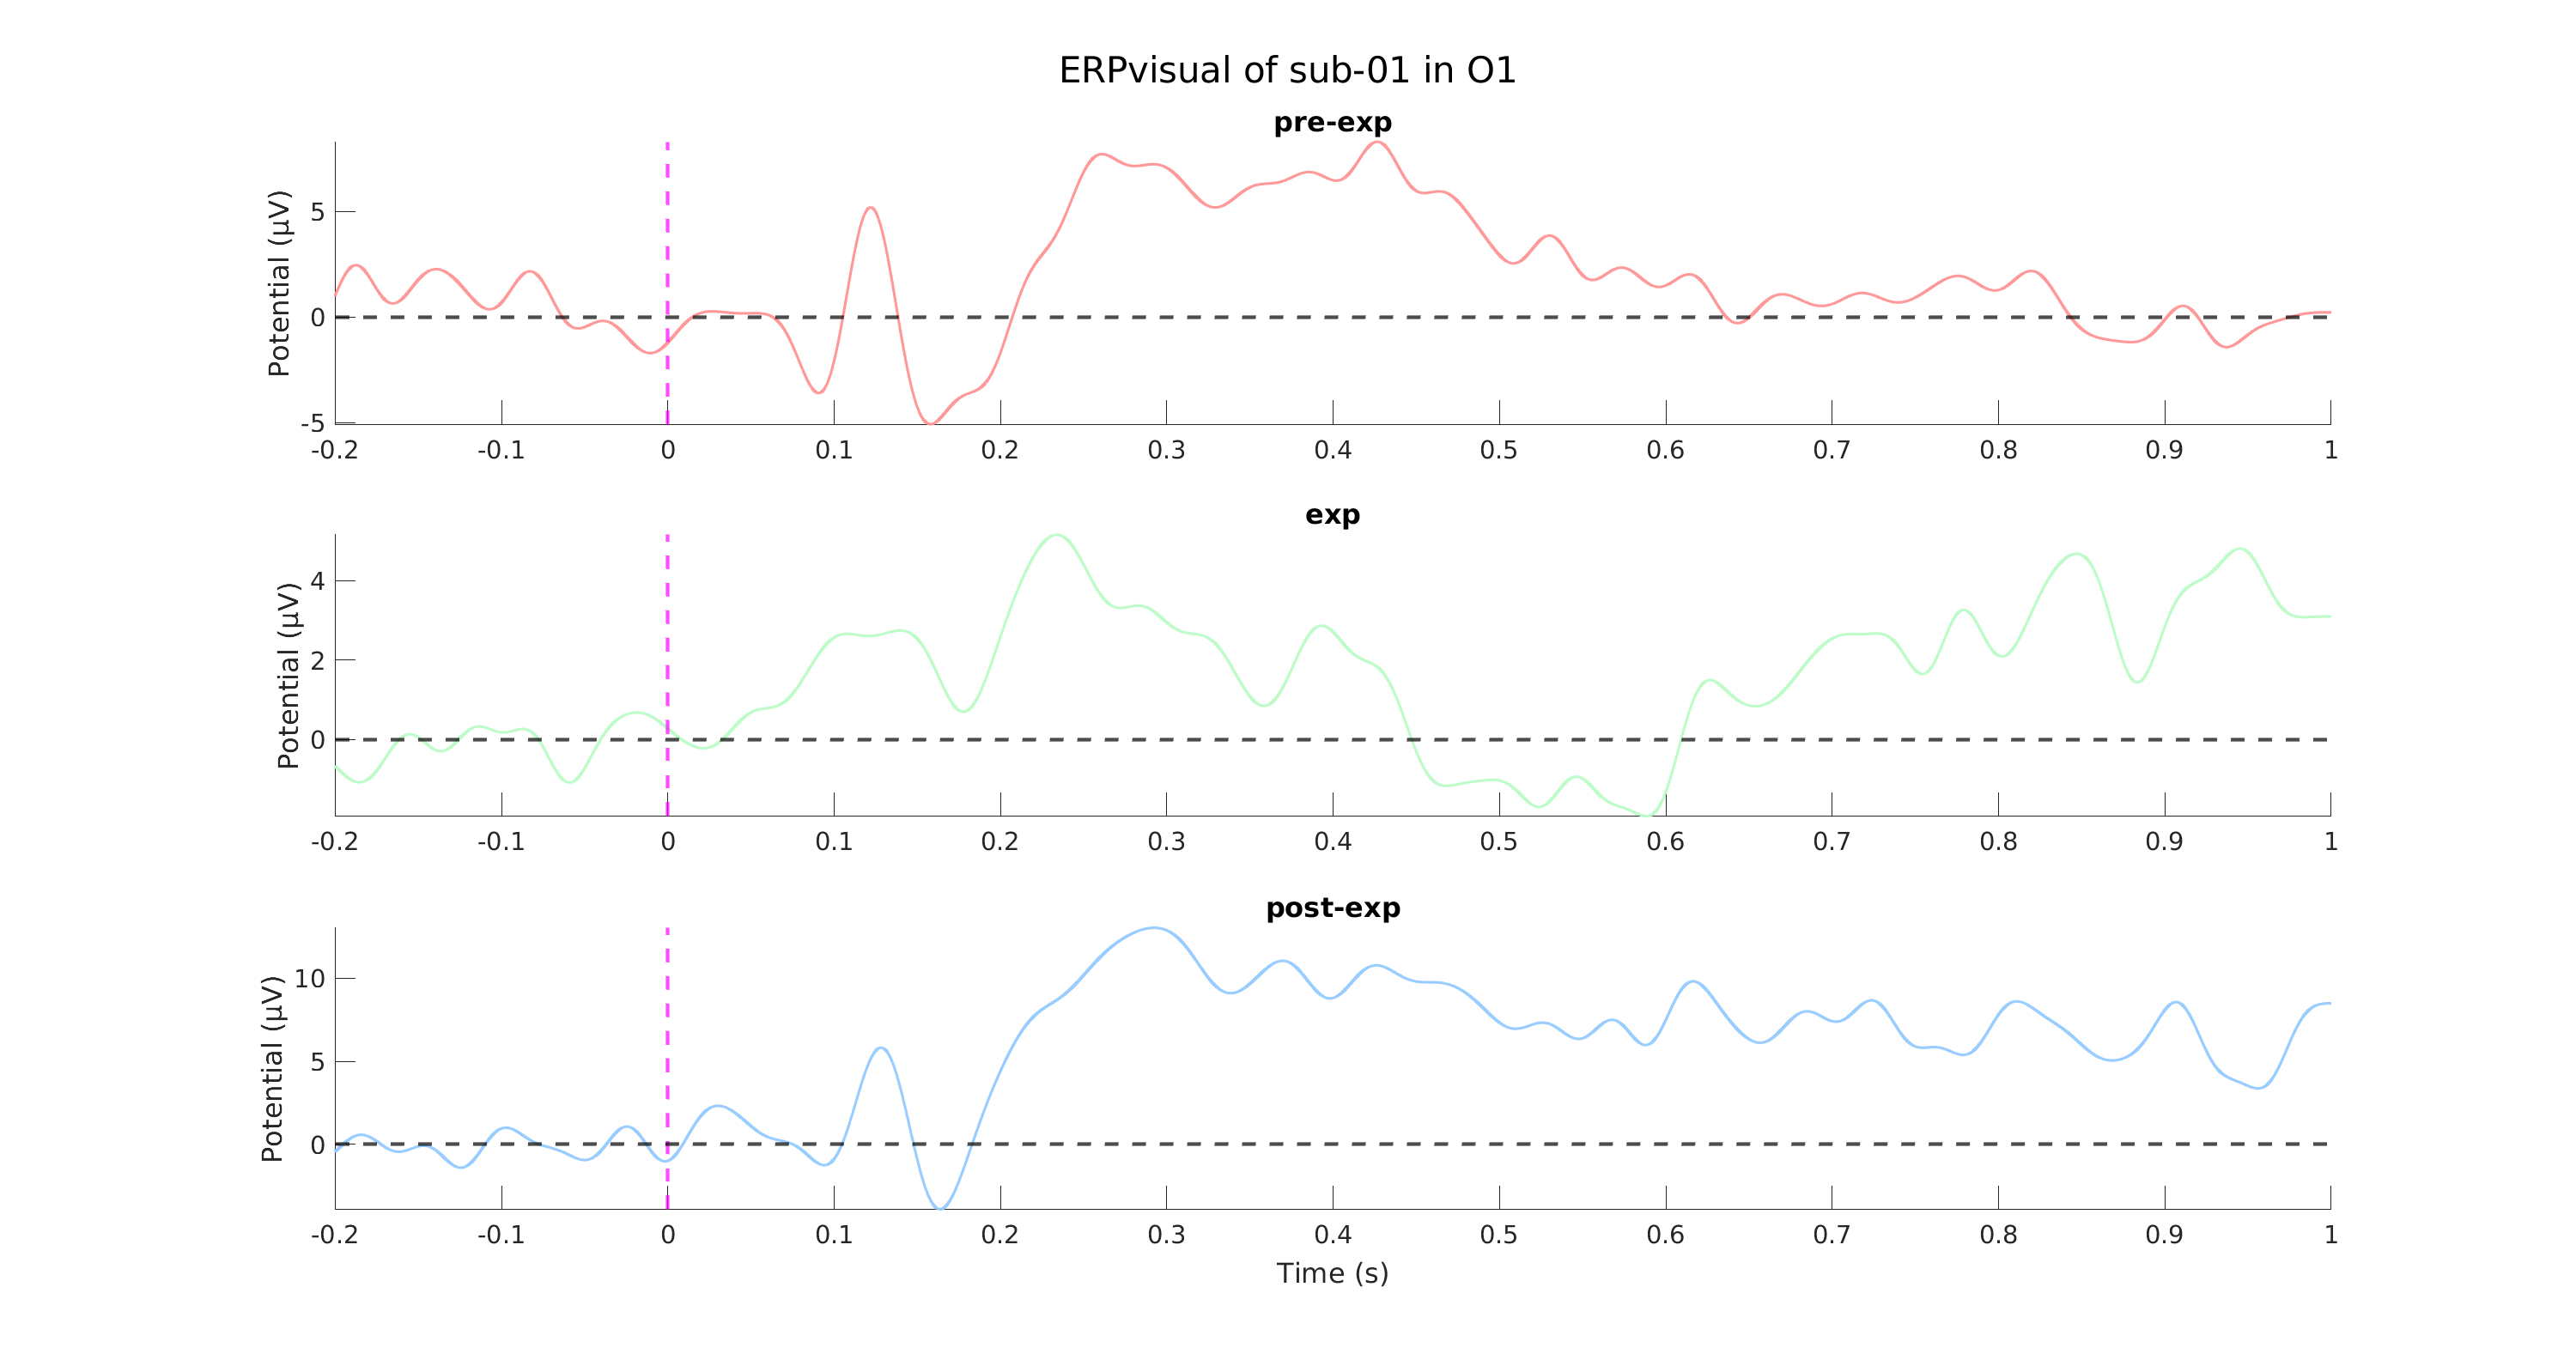 ERPvisual of sub-01 in O1
pre-exp
Potential (µV)
5
0
-5
-0.2 -0.1 0 0.1 0.2 0.3 0.4 0.5 0.6 0.7 0.8 0.9 1
exp
Potential (µV)
4
2
0
-0.2 -0.1 0 0.1 0.2 0.3 0.4 0.5 0.6 0.7 0.8 0.9 1
post-exp
Potential (µV)
10
5
0
-0.2 -0.1 0 0.1 0.2 0.3 0.4 0.5 0.6 0.7 0.8 0.9 1
Time (s)